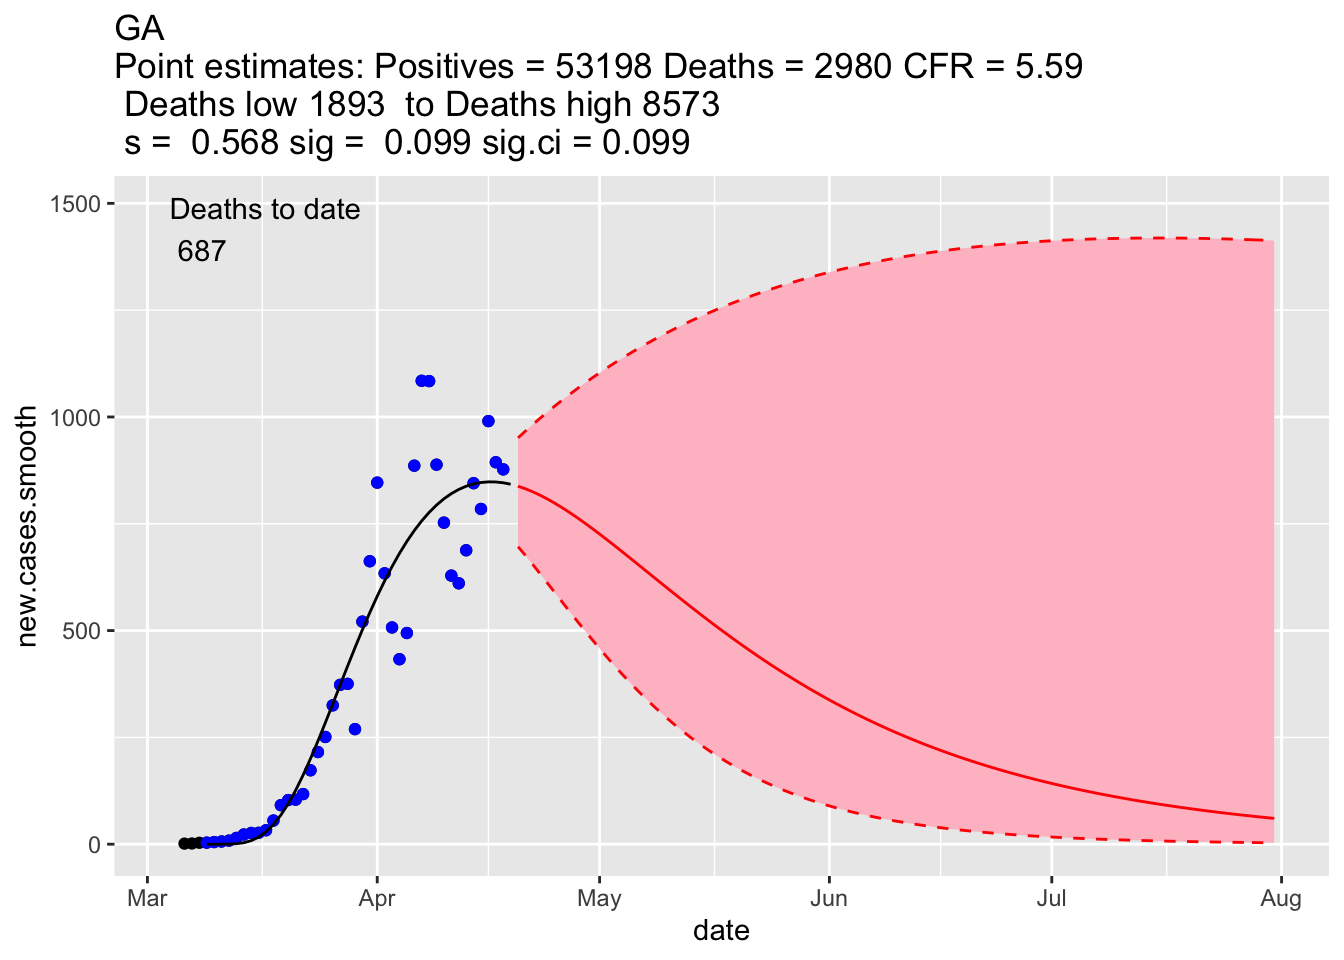 GA
Point estimates: Positives = 53198 Deaths = 2980 CFR = 5.59
Deaths low 1893  to Deaths high 8573
s =  0.568 sig =  0.099 sig.ci = 0.099
Deaths to date
687
new.cases.smooth
1500
1000
500
0
Mar Apr May Jun Jul Aug
date